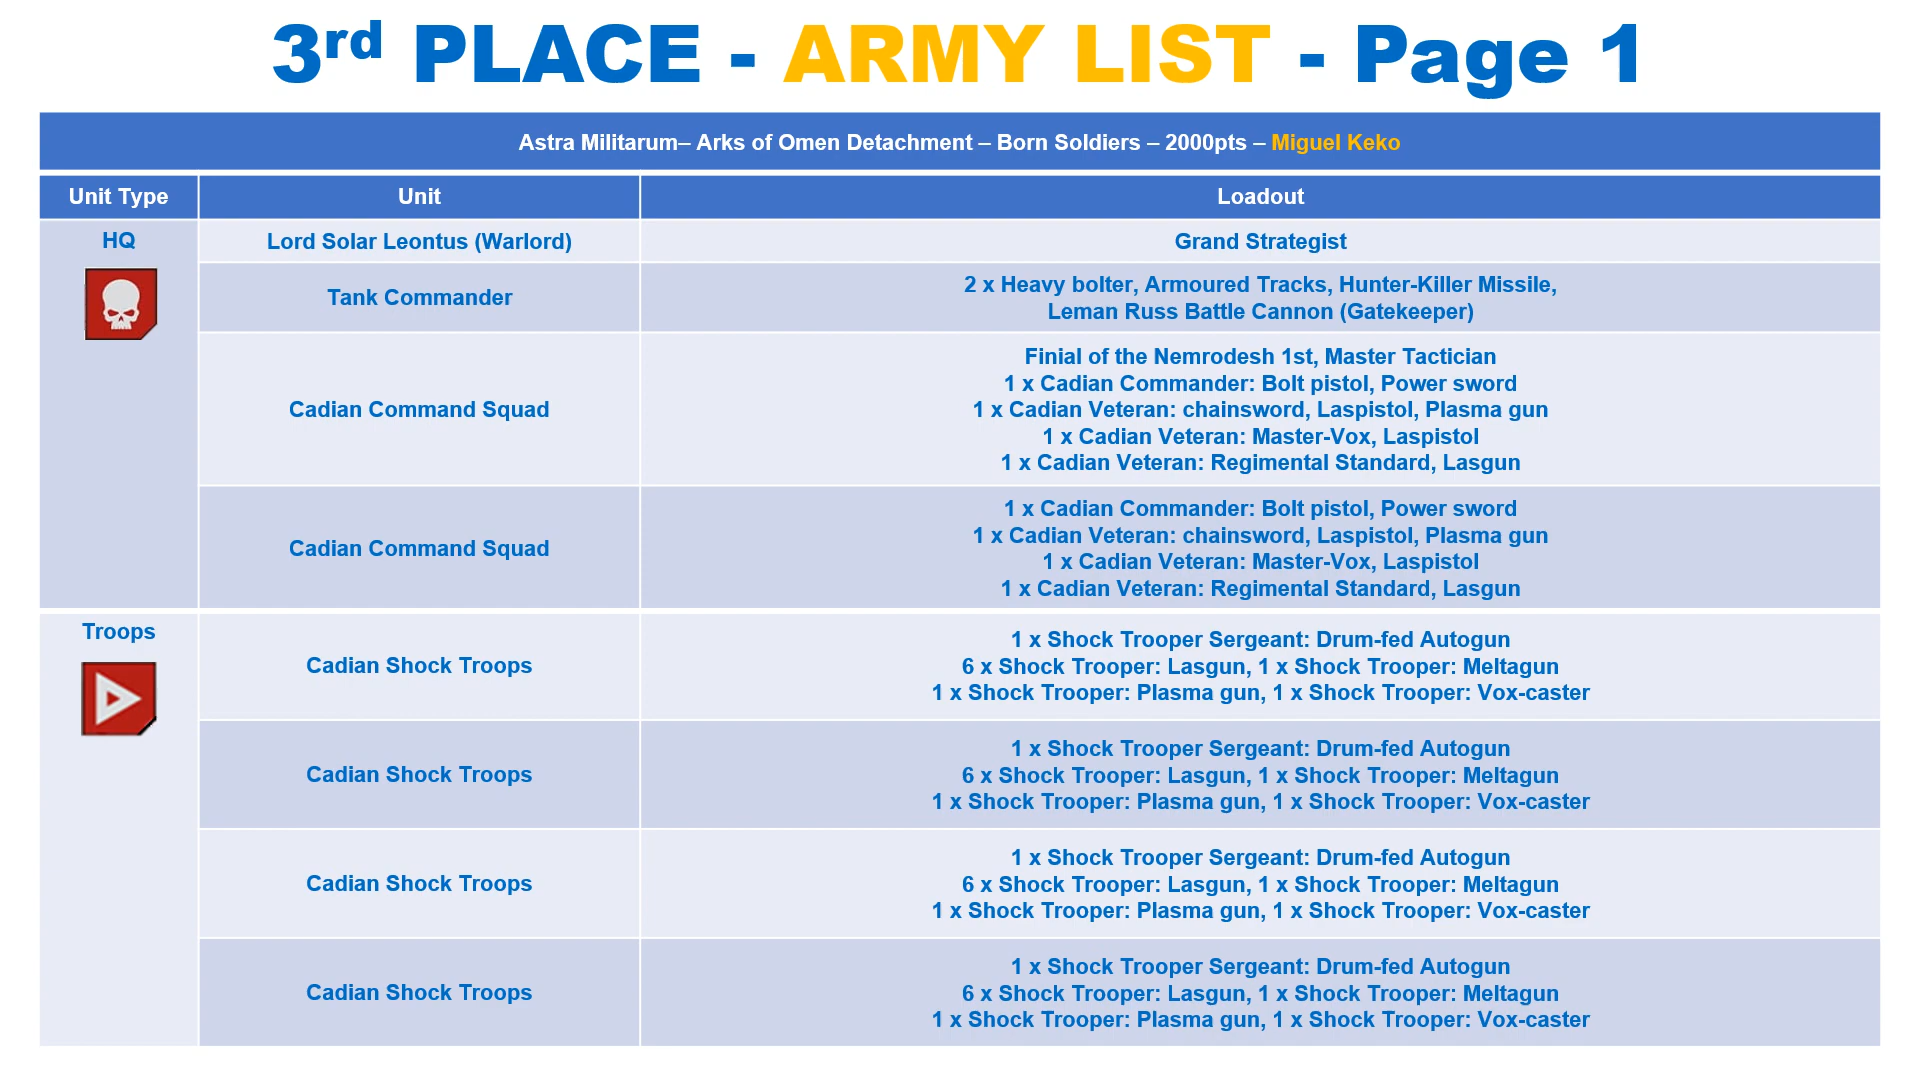 3rd PLACE - ARMY LIST - Page 1
Astra Militarum– Arks of Omen Detachment – Born Soldiers – 2000pts – Miguel Keko
Unit Type Unit Loadout
HQ
Lord Solar Leontus (Warlord)
Grand Strategist
Tank Commander
2 x Heavy bolter, Armoured Tracks, Hunter-Killer Missile,
Leman Russ Battle Cannon (Gatekeeper)
Cadian Command Squad
Finial of the Nemrodesh 1st, Master Tactician
1 x Cadian Commander: Bolt pistol, Power sword
1 x Cadian Veteran: chainsword, Laspistol, Plasma gun
1 x Cadian Veteran: Master-Vox, Laspistol
1 x Cadian Veteran: Regimental Standard, Lasgun
Cadian Command Squad
1 x Cadian Commander: Bolt pistol, Power sword
1 x Cadian Veteran: chainsword, Laspistol, Plasma gun
1 x Cadian Veteran: Master-Vox, Laspistol
1 x Cadian Veteran: Regimental Standard, Lasgun
Troops
Cadian Shock Troops
1 x Shock Trooper Sergeant: Drum-fed Autogun
6 x Shock Trooper: Lasgun, 1 x Shock Trooper: Meltagun
1 x Shock Trooper: Plasma gun, 1 x Shock Trooper: Vox-caster
Cadian Shock Troops
1 x Shock Trooper Sergeant: Drum-fed Autogun
6 x Shock Trooper: Lasgun, 1 x Shock Trooper: Meltagun
1 x Shock Trooper: Plasma gun, 1 x Shock Trooper: Vox-caster
Cadian Shock Troops
1 x Shock Trooper Sergeant: Drum-fed Autogun
6 x Shock Trooper: Lasgun, 1 x Shock Trooper: Meltagun
1 x Shock Trooper: Plasma gun, 1 x Shock Trooper: Vox-caster
Cadian Shock Troops
1 x Shock Trooper Sergeant: Drum-fed Autogun
6 x Shock Trooper: Lasgun, 1 x Shock Trooper: Meltagun
1 x Shock Trooper: Plasma gun, 1 x Shock Trooper: Vox-caster